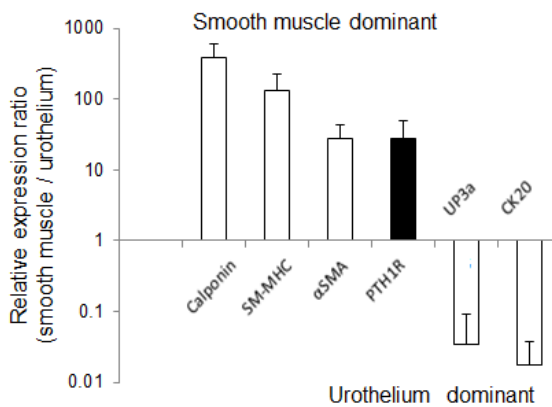 Smooth muscle dominant
Relative expression ratio
(smooth muscle / urothelium)
1000
100
10
1
0.1
0.01
Calponin
SM-MHC
αSMA
PTH1R
UP3a
CK20
Urothelium dominant